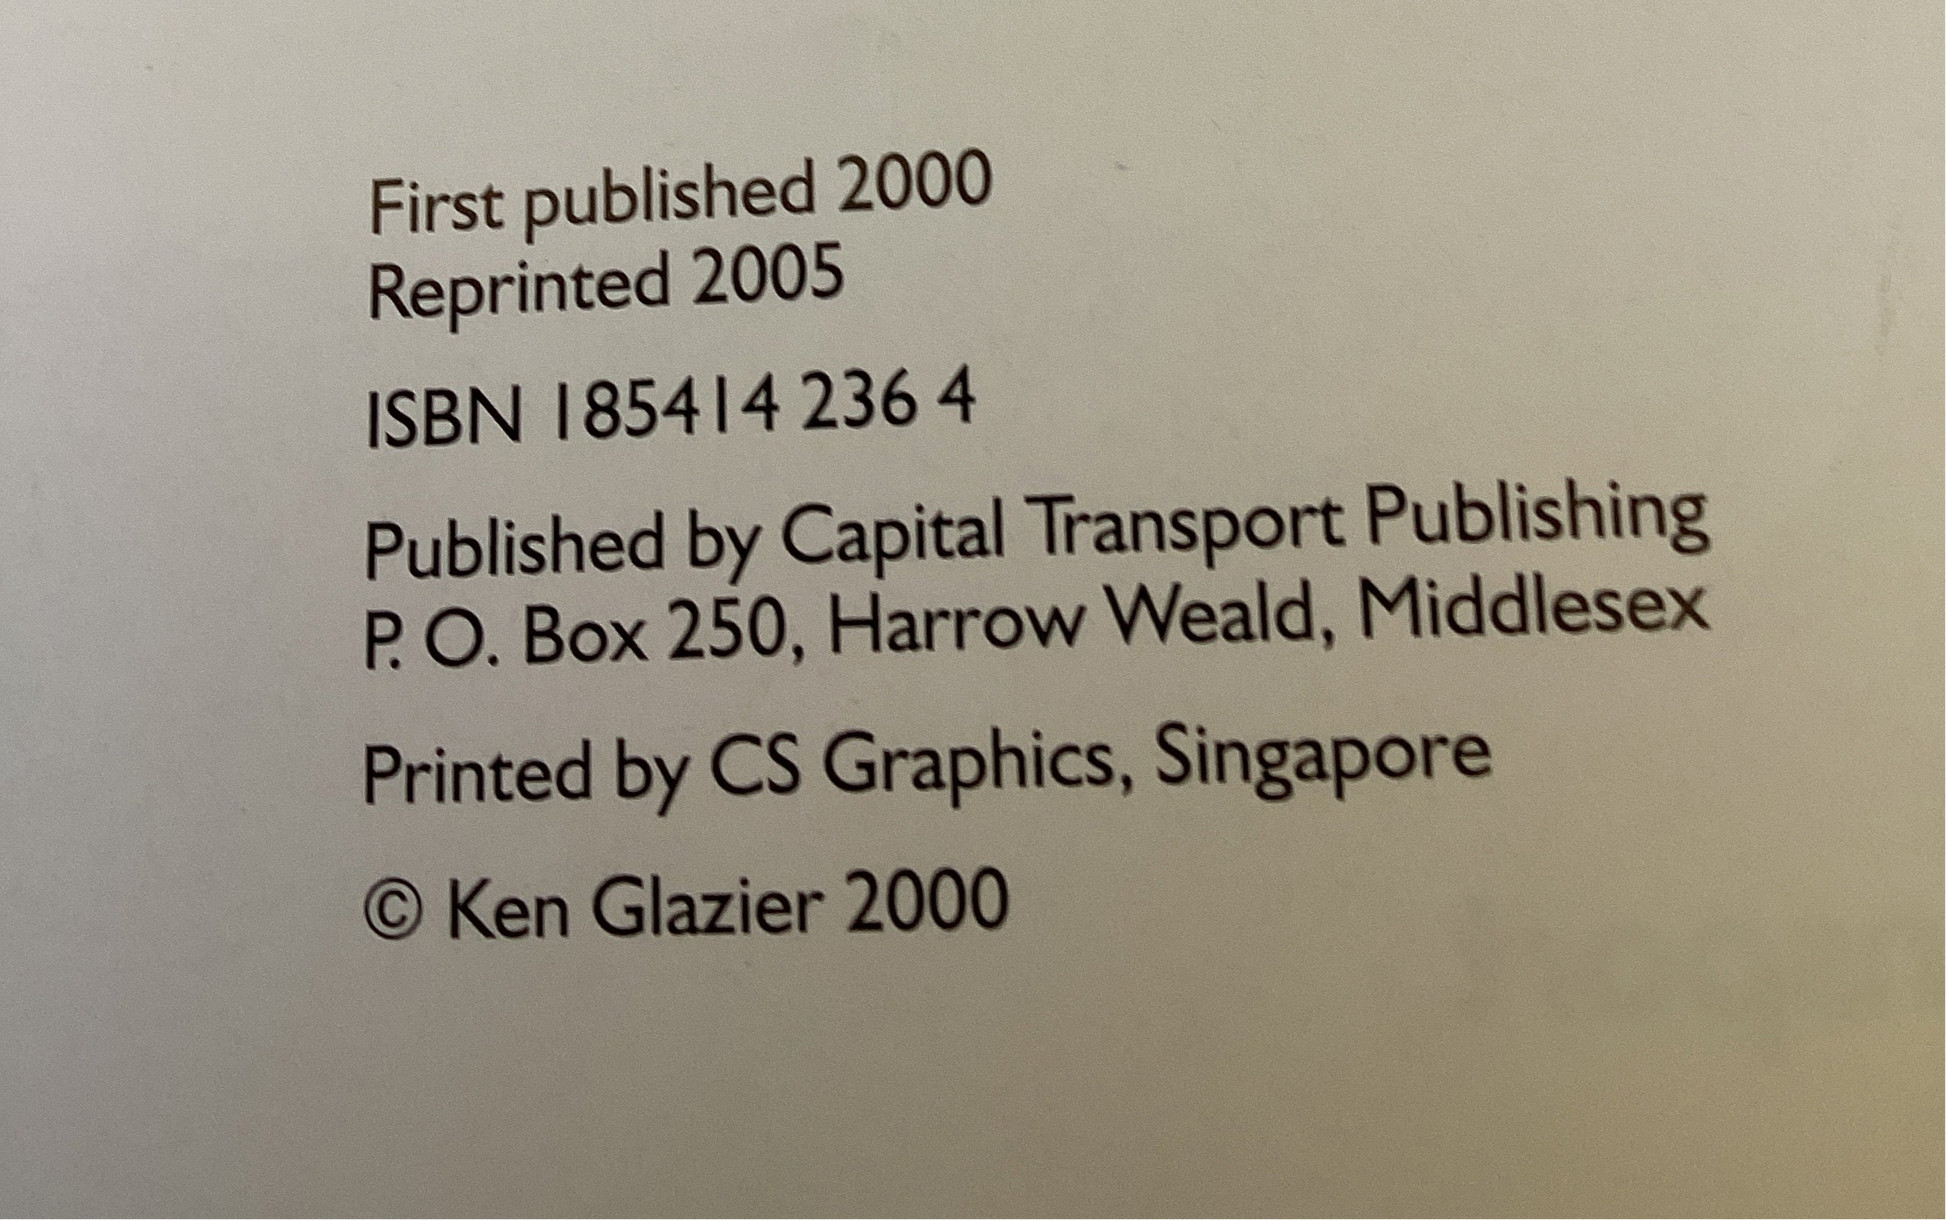 First published 2000
Reprinted 2005
ISBN 185414 236 4
Published by Capital Transport Publishing
P. O. Box 250, Harrow Weald, Middlesex
Printed by CS Graphics, Singapore
© Ken Glazier 2000